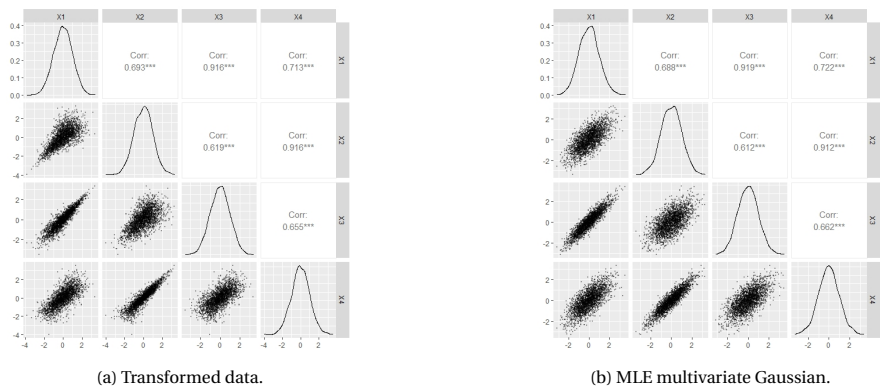 X1 X2 X3 X4
0.4
0.3
0.2
0.1
0.0
Corr:
0.693***
Corr:
0.916***
Corr:
0.713***
X1
2
0
-2
-4
Corr:
0.619***
Corr:
0.916***
X2
2
0
-2
Corr:
0.655***
X3
2
0
-2
-4
X4
-4 -2 0 2 -4 -2 0 2 -4 -2 0 2 -4 -2 0 2
(a) Transformed data.
X1 X2 X3 X4
0.4
0.3
0.2
0.1
0.0
Corr:
0.688***
Corr:
0.919***
Corr:
0.722***
X1
2
0
-2
Corr:
0.612***
Corr:
0.912***
X2
2
0
-2
Corr:
0.662***
X3
2
0
-2
X4
-2 0 2 -2 0 2 -2 0 2 -2 0 2
(b) MLE multivariate Gaussian.